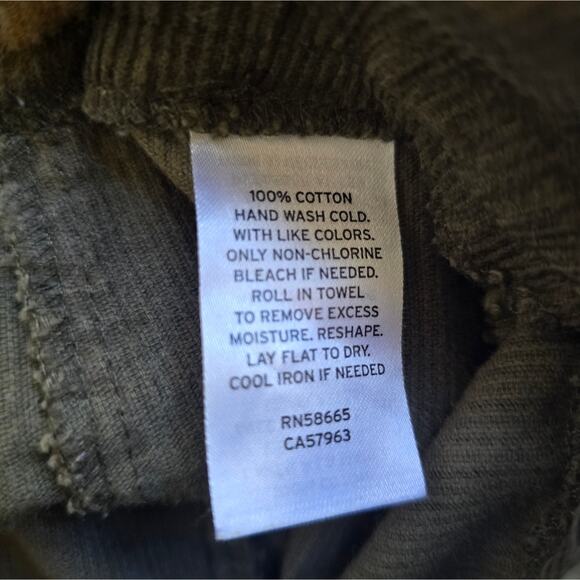 100% COTTON
HAND WASH COLD.
WITH LIKE COLORS.
ONLY NON-CHLORINE
BLEACH IF NEEDED.
ROLL IN TOWEL
TO REMOVE EXCESS
MOISTURE. RESHAPE.
LAY FLAT TO DRY.
COOL IRON IF NEEDED
RN58665
CA57963